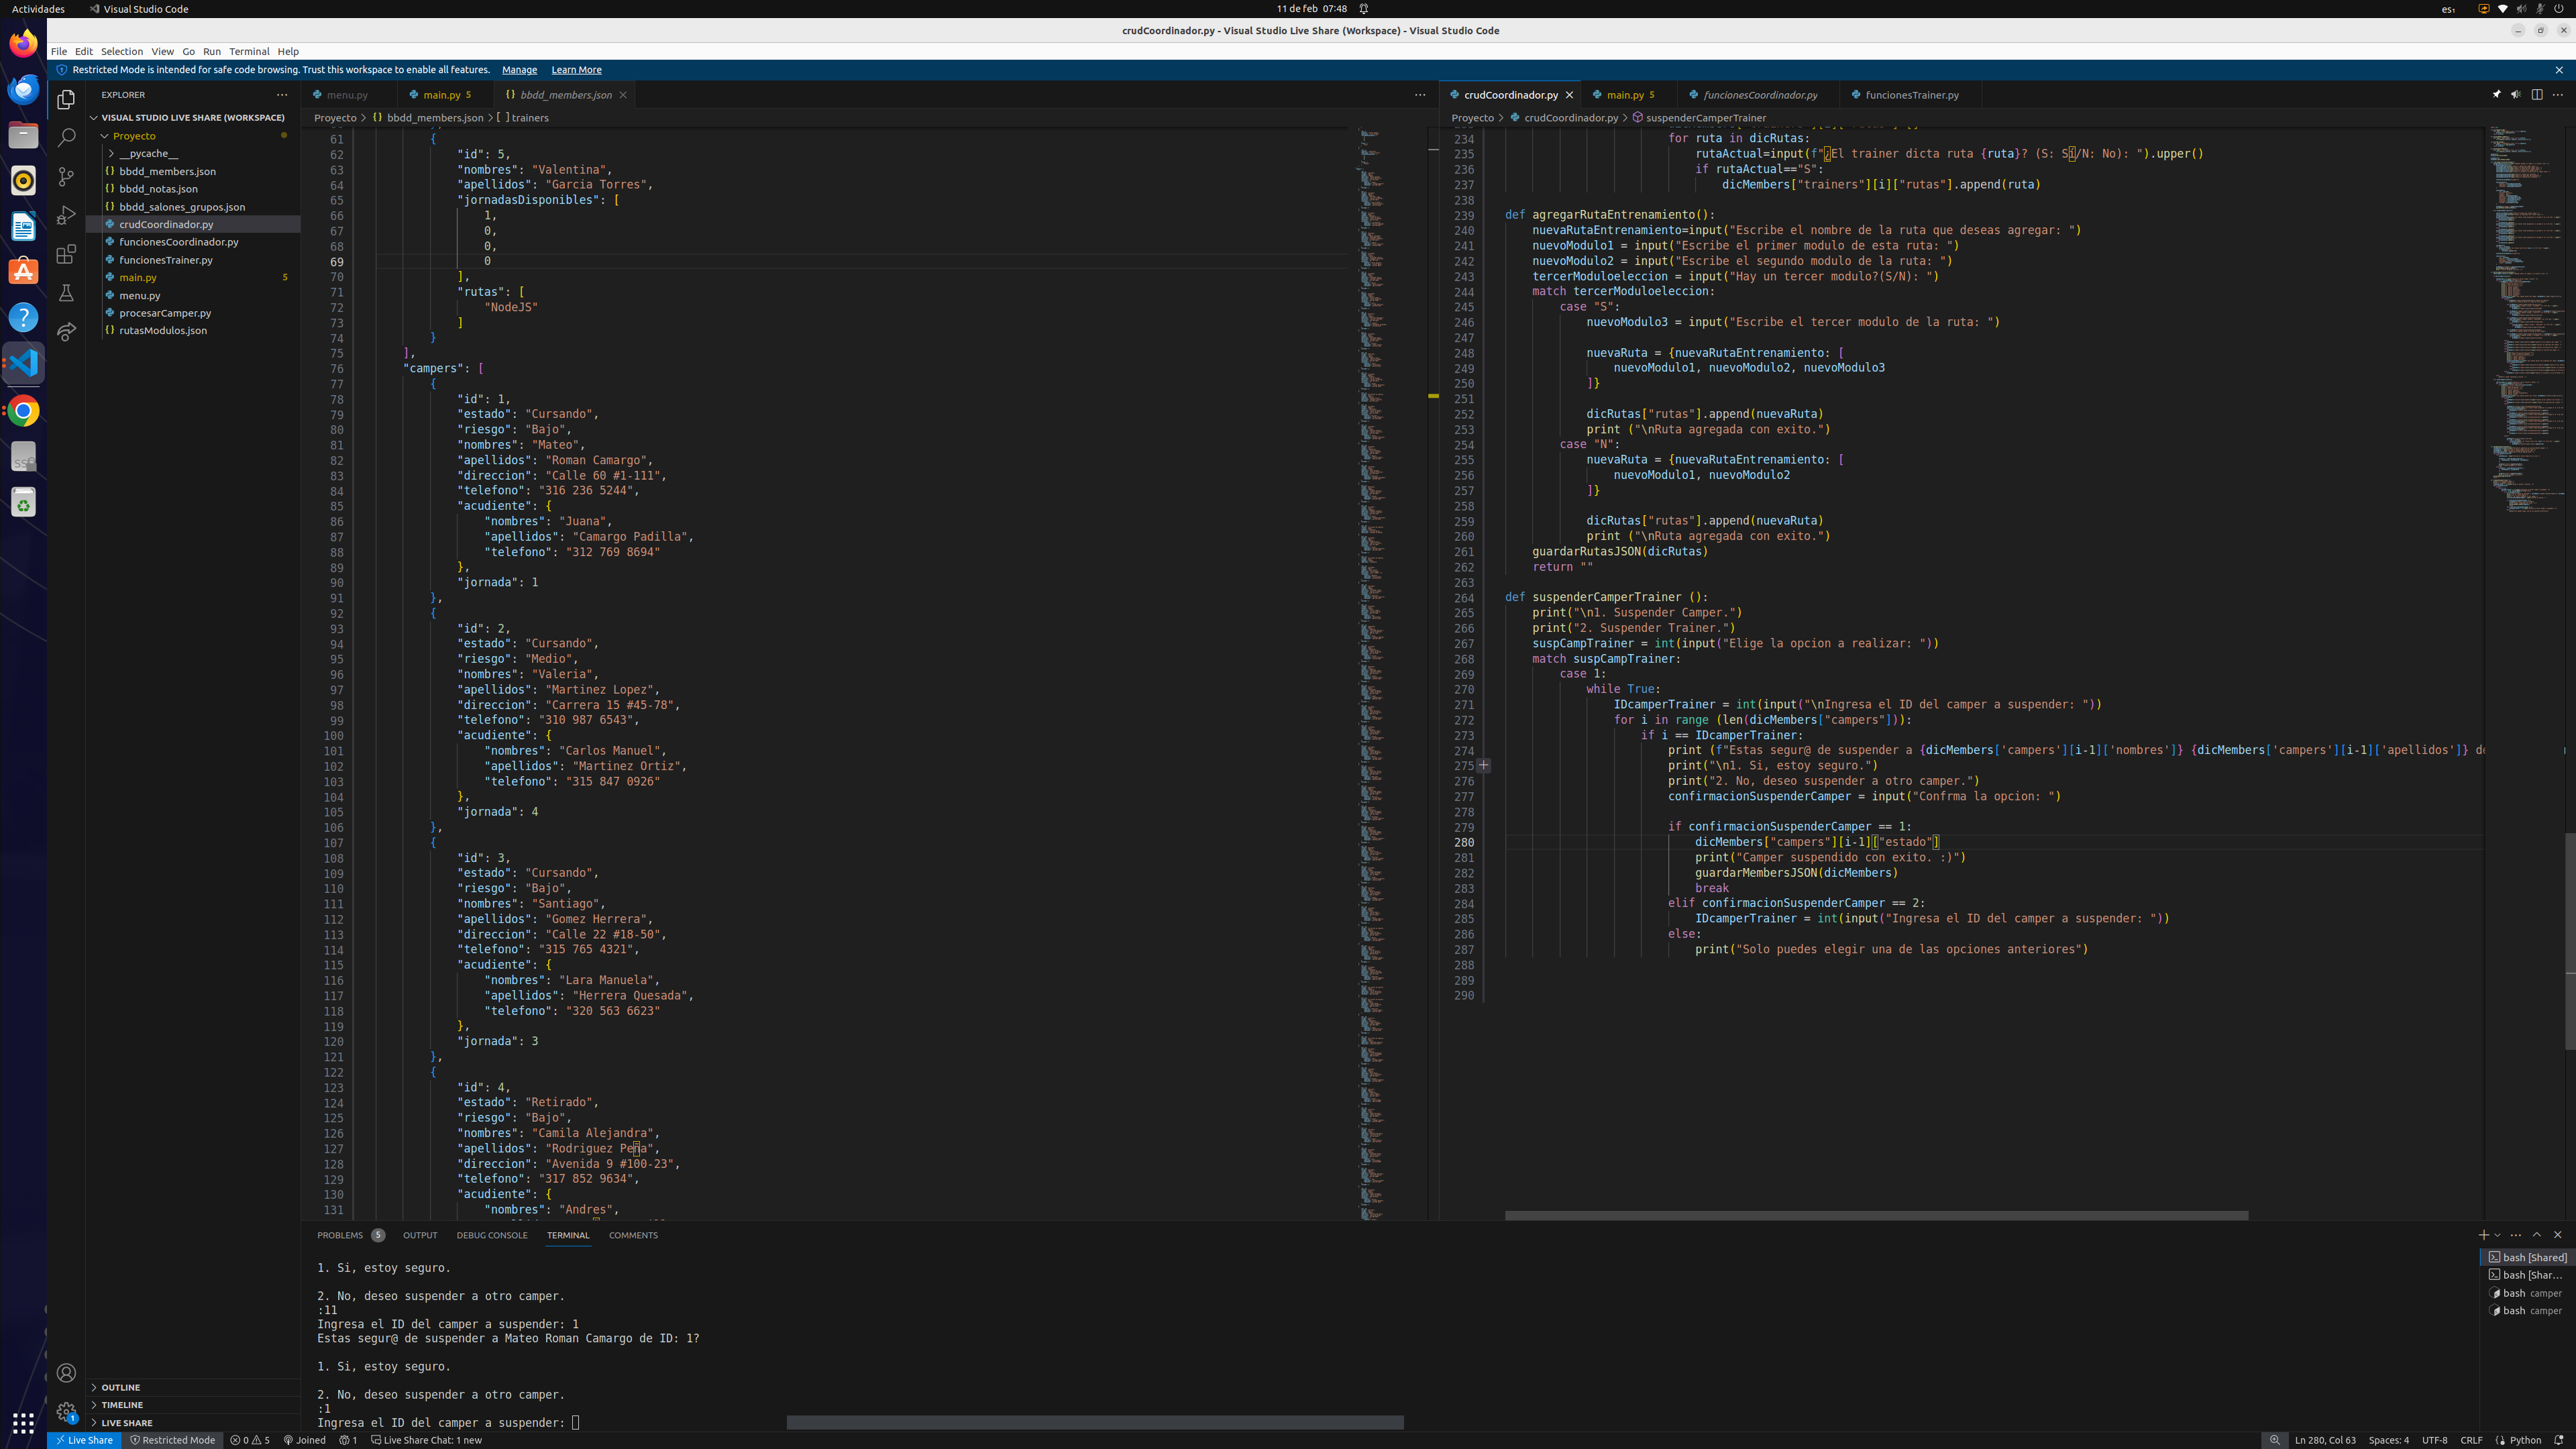 Actividades
Visual Studio Code
11 de feb 07:48
es₁
crudCoordinador.py - Visual Studio Live Share (Workspace) - Visual Studio Code
File Edit Selection View Go Run Terminal Help
Restricted Mode is intended for safe code browsing. Trust this workspace to enable all features. Manage Learn More
EXPLORER
VISUAL STUDIO LIVE SHARE (WORKSPACE)
Proyecto
__pycache__
bbdd_members.json
bbdd_notas.json
bbdd_salones_grupos.json
crudCoordinador.py
funcionesCoordinador.py
funcionesTrainer.py
main.py 5
menu.py
procesarCamper.py
rutasModulos.json
OUTLINE
TIMELINE
LIVE SHARE
menu.py main.py 5 bbdd_members.json
Proyecto > bbdd_members.json > [ ] trainers
61 {
62 "id": 5,
63 "nombres": "Valentina",
64 "apellidos": "Garcia Torres",
65 "jornadasDisponibles": [
66 1,
67 0,
68 0,
69 0
70 ],
71 "rutas": [
72 "NodeJS"
73 ]
74 }
75 ],
76 "campers": [
77 {
78 "id": 1,
79 "estado": "Cursando",
80 "riesgo": "Bajo",
81 "nombres": "Mateo",
82 "apellidos": "Roman Camargo",
83 "direccion": "Calle 60 #1-111",
84 "telefono": "316 236 5244",
85 "acudiente": {
86 "nombres": "Juana",
87 "apellidos": "Camargo Padilla",
88 "telefono": "312 769 8694"
89 },
90 "jornada": 1
91 },
92 {
93 "id": 2,
94 "estado": "Cursando",
95 "riesgo": "Medio",
96 "nombres": "Valeria",
97 "apellidos": "Martinez Lopez",
98 "direccion": "Carrera 15 #45-78",
99 "telefono": "310 987 6543",
100 "acudiente": {
101 "nombres": "Carlos Manuel",
102 "apellidos": "Martinez Ortiz",
103 "telefono": "315 847 0926"
104 },
105 "jornada": 4
106 },
107 {
108 "id": 3,
109 "estado": "Cursando",
110 "riesgo": "Bajo",
111 "nombres": "Santiago",
112 "apellidos": "Gomez Herrera",
113 "direccion": "Calle 22 #18-50",
114 "telefono": "315 765 4321",
115 "acudiente": {
116 "nombres": "Lara Manuela",
117 "apellidos": "Herrera Quesada",
118 "telefono": "320 563 6623"
119 },
120 "jornada": 3
121 },
122 {
123 "id": 4,
124 "estado": "Retirado",
125 "riesgo": "Bajo",
126 "nombres": "Camila Alejandra",
127 "apellidos": "Rodriguez Peña",
128 "direccion": "Avenida 9 #100-23",
129 "telefono": "317 852 9634",
130 "acudiente": {
131 "nombres": "Andres",
crudCoordinador.py main.py 5 funcionesCoordinador.py funcionesTrainer.py
Proyecto > crudCoordinador.py > suspenderCamperTrainer
234 for ruta in dicRutas:
235 rutaActual=input(f"¿El trainer dicta ruta {ruta}? (S: Sí/N: No): ").upper()
236 if rutaActual=="S":
237 dicMembers["trainers"][i]["rutas"].append(ruta)
238
239 def agregarRutaEntrenamiento():
240 nuevaRutaEntrenamiento=input("Escribe el nombre de la ruta que deseas agregar: ")
241 nuevoModulo1 = input("Escribe el primer modulo de esta ruta: ")
242 nuevoModulo2 = input("Escribe el segundo modulo de la ruta: ")
243 tercerModuloeleccion = input("Hay un tercer modulo?(S/N): ")
244 match tercerModuloeleccion:
245 case "S":
246 nuevoModulo3 = input("Escribe el tercer modulo de la ruta: ")
247
248 nuevaRuta = {nuevaRutaEntrenamiento: [
249 nuevoModulo1, nuevoModulo2, nuevoModulo3
250 ]}
251
252 dicRutas["rutas"].append(nuevaRuta)
253 print ("\nRuta agregada con exito.")
254 case "N":
255 nuevaRuta = {nuevaRutaEntrenamiento: [
256 nuevoModulo1, nuevoModulo2
257 ]}
258
259 dicRutas["rutas"].append(nuevaRuta)
260 print ("\nRuta agregada con exito.")
261 guardarRutasJSON(dicRutas)
262 return ""
263
264 def suspenderCamperTrainer ():
265 print("\n1. Suspender Camper.")
266 print("2. Suspender Trainer.")
267 suspCampTrainer = int(input("Elige la opcion a realizar: "))
268 match suspCampTrainer:
269 case 1:
270 while True:
271 IDcamperTrainer = int(input("\nIngresa el ID del camper a suspender: "))
272 for i in range (len(dicMembers["campers"])):
273 if i == IDcamperTrainer:
274 print (f"Estas segur@ de suspender a {dicMembers['campers'][i-1]['nombres']} {dicMembers['campers'][i-1]['apellidos']} d
275 print("\n1. Si, estoy seguro.")
276 print("2. No, deseo suspender a otro camper.")
277 confirmacionSuspenderCamper = input("Confrma la opcion: ")
278
279 if confirmacionSuspenderCamper == 1:
280 dicMembers["campers"][i-1]["estado"]
281 print("Camper suspendido con exito. :)")
282 guardarMembersJSON(dicMembers)
283 break
284 elif confirmacionSuspenderCamper == 2:
285 IDcamperTrainer = int(input("Ingresa el ID del camper a suspender: "))
286 else:
287 print("Solo puedes elegir una de las opciones anteriores")
288
289
290
PROBLEMS 5 OUTPUT DEBUG CONSOLE TERMINAL COMMENTS
1. Si, estoy seguro.
2. No, deseo suspender a otro camper.
:11
Ingresa el ID del camper a suspender: 1
Estas segur@ de suspender a Mateo Roman Camargo de ID: 1?
1. Si, estoy seguro.
2. No, deseo suspender a otro camper.
:1
Ingresa el ID del camper a suspender:
bash [Shared]
bash [Shar...
bash camper
bash camper
Live Share Restricted Mode 0 5 Joined 1 Live Share Chat: 1 new
Ln 280, Col 63 Spaces: 4 UTF-8 CRLF Python